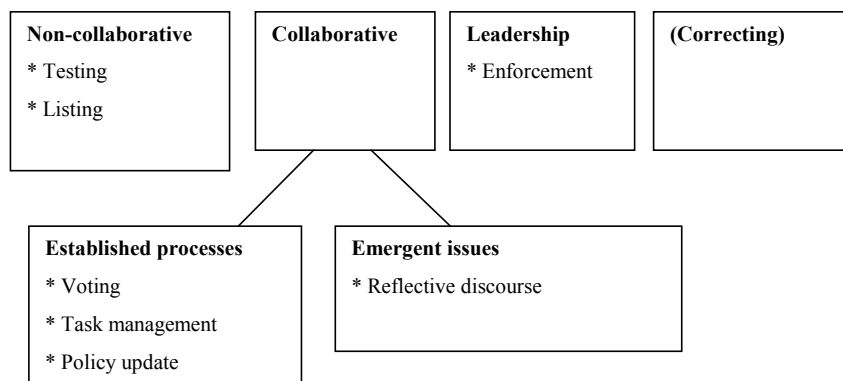 Non-collaborative
* Testing
* Listing
Collaborative
Leadership
* Enforcement
(Correcting)
Established processes
* Voting
* Task management
* Policy update
Emergent issues
* Reflective discourse